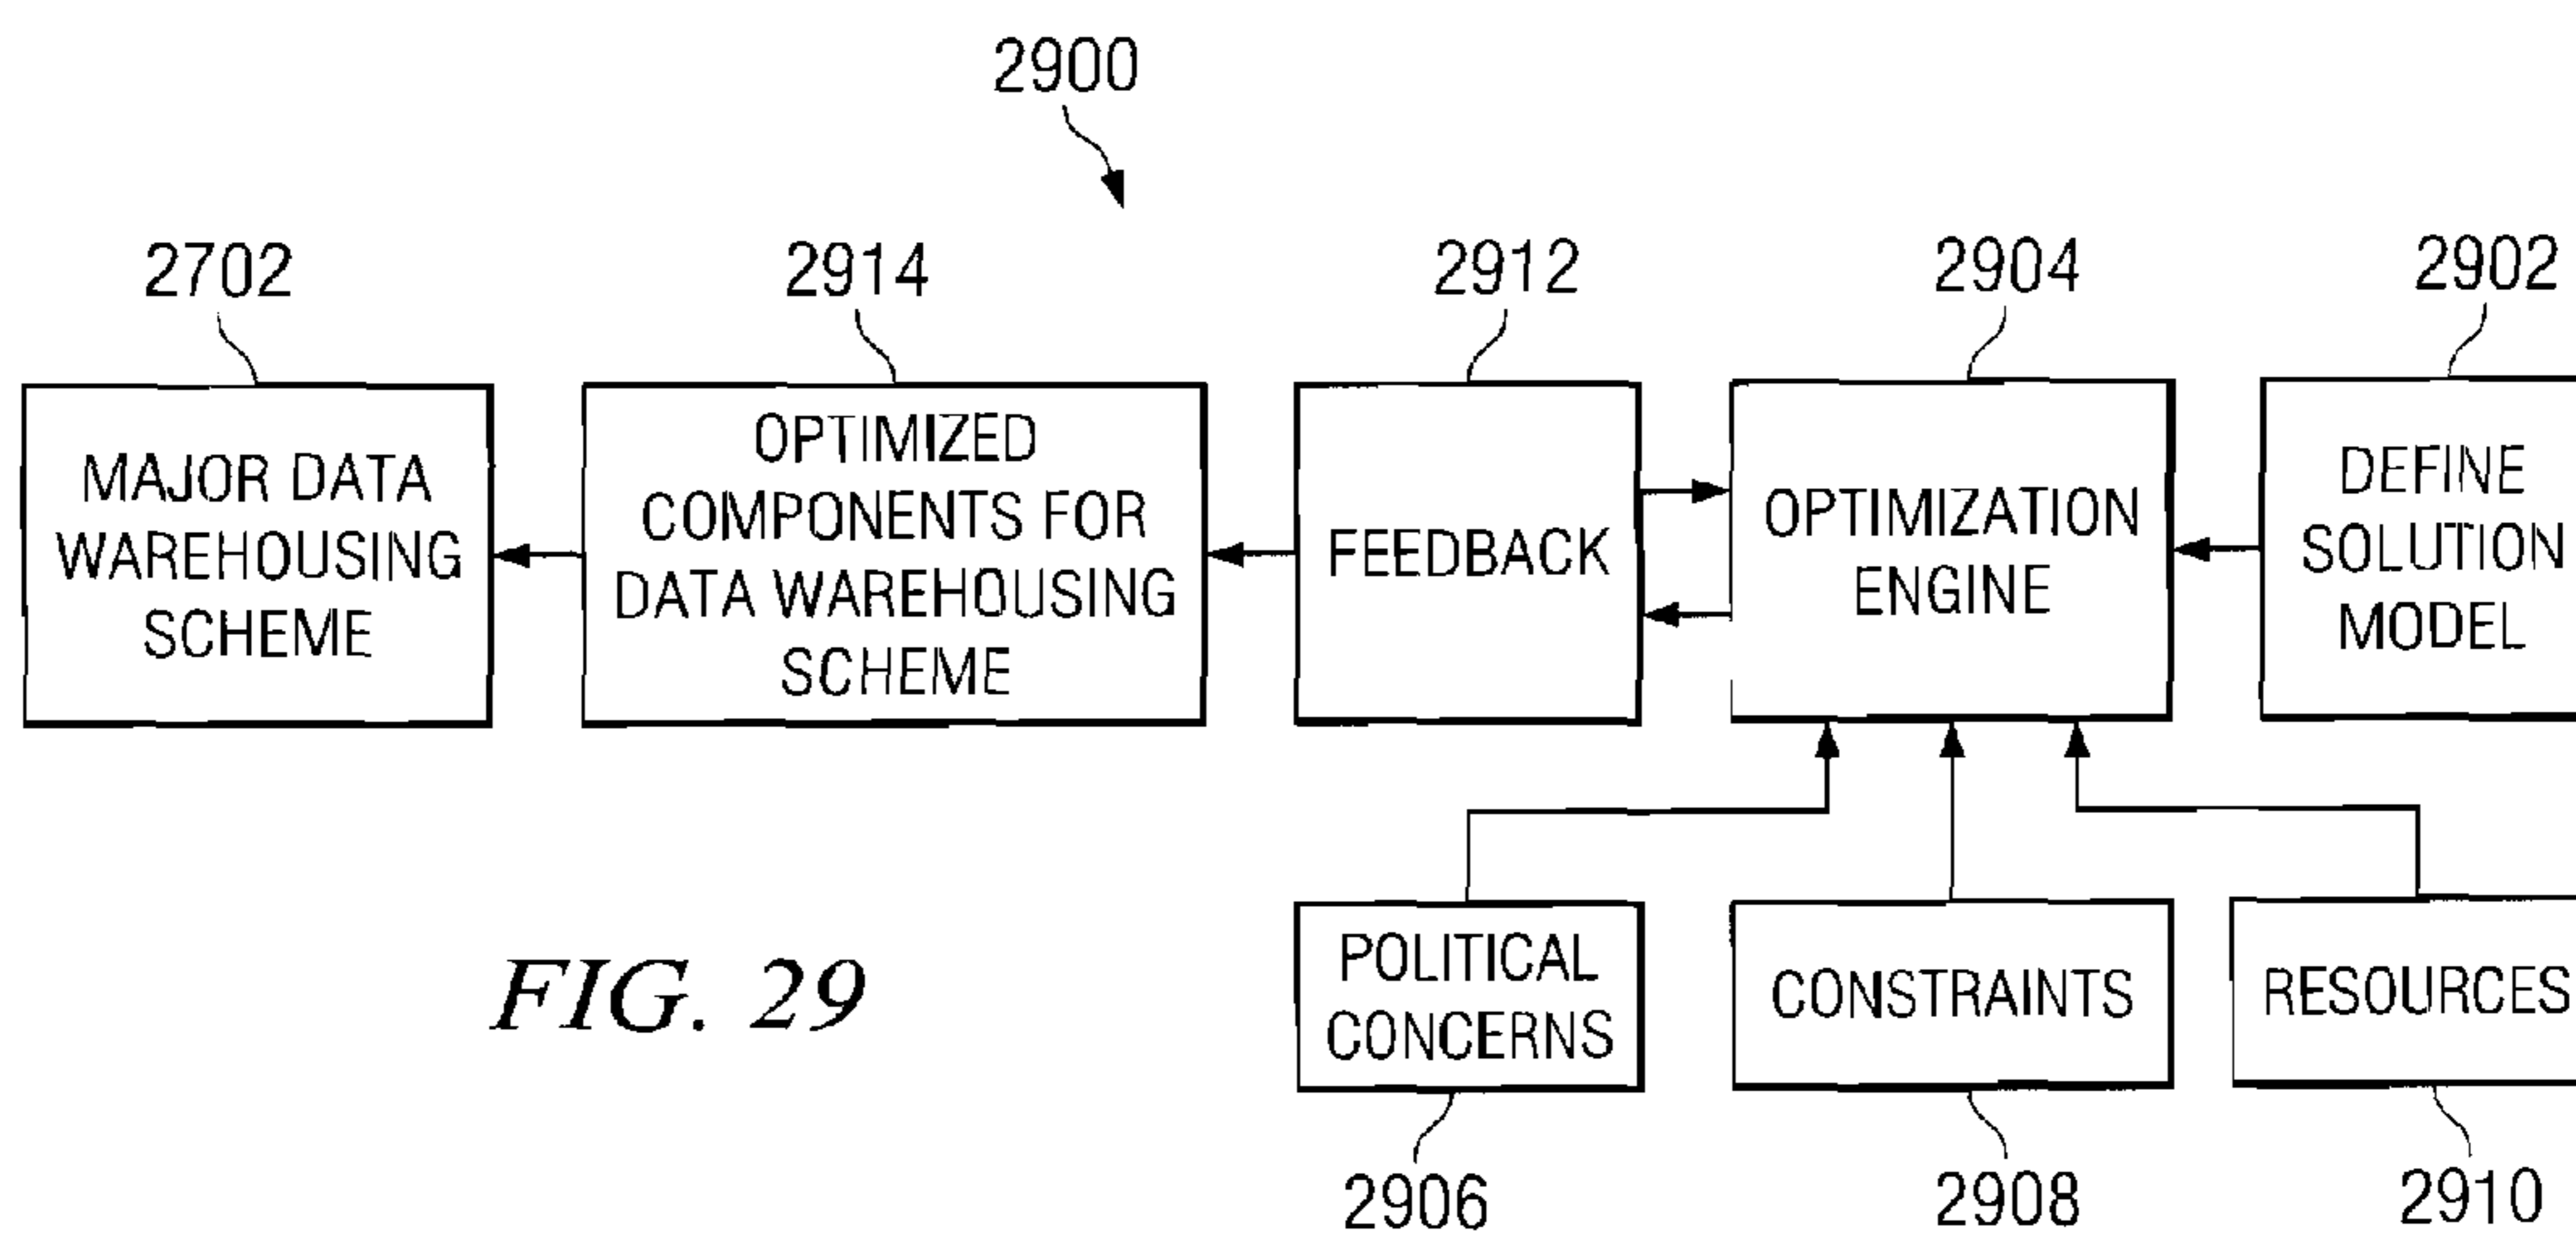 2900
2702
2914
2912
2904
2902
MAJOR DATA
WAREHOUSING
SCHEME
OPTIMIZED
COMPONENTS FOR
DATA WAREHOUSING
SCHEME
FEEDBACK
OPTIMIZATION
ENGINE
DEFINE
SOLUTION
MODEL
POLITICAL
CONCERNS
CONSTRAINTS
RESOURCES
2906
2908
2910
FIG. 29